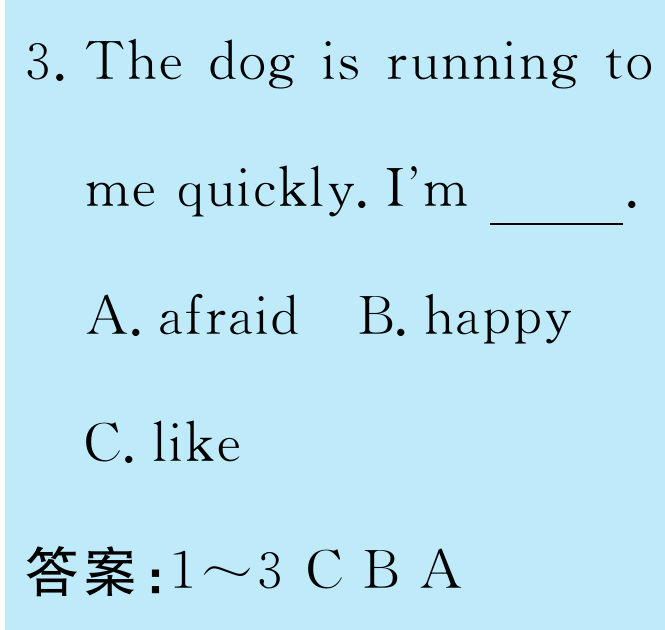 3. The dog is running to
me quickly. I’m _____.
A. afraid B. happy
C. like
答案:1～3 C B A